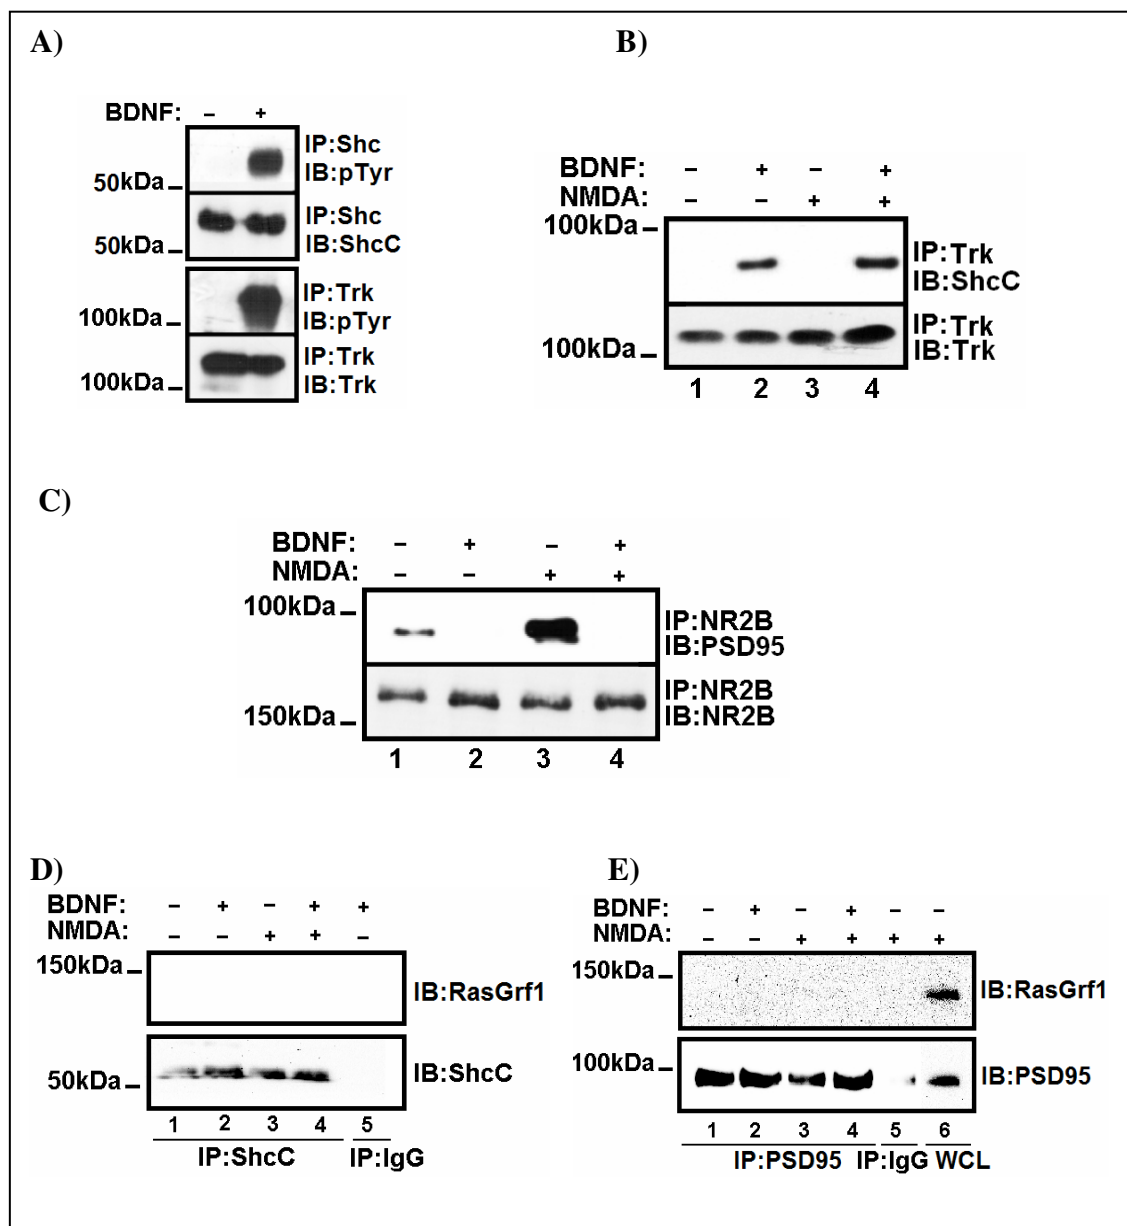 A)
BDNF: – +
IP:Shc
IB:pTyr
50kDa
IP:Shc
IB:ShcC
50kDa
IP:Trk
IB:pTyr
100kDa
IP:Trk
IB:Trk
100kDa
B)
BDNF: – + – +
NMDA: – – + +
100kDa
IP:Trk
IB:ShcC
IP:Trk
IB:Trk
100kDa
1 2 3 4
C)
BDNF: – + – +
NMDA: – – + +
100kDa
IP:NR2B
IB:PSD95
IP:NR2B
IB:NR2B
150kDa
1 2 3 4
D)
BDNF: – + – + +
NMDA: – – + + –
150kDa
IB:RasGrf1
IB:ShcC
50kDa
1 2 3 4 5
IP:ShcC IP:IgG
E)
BDNF: – + – + – –
NMDA: – – + + + +
150kDa
IB:RasGrf1
100kDa
IB:PSD95
1 2 3 4 5 6
IP:PSD95 IP:IgG WCL